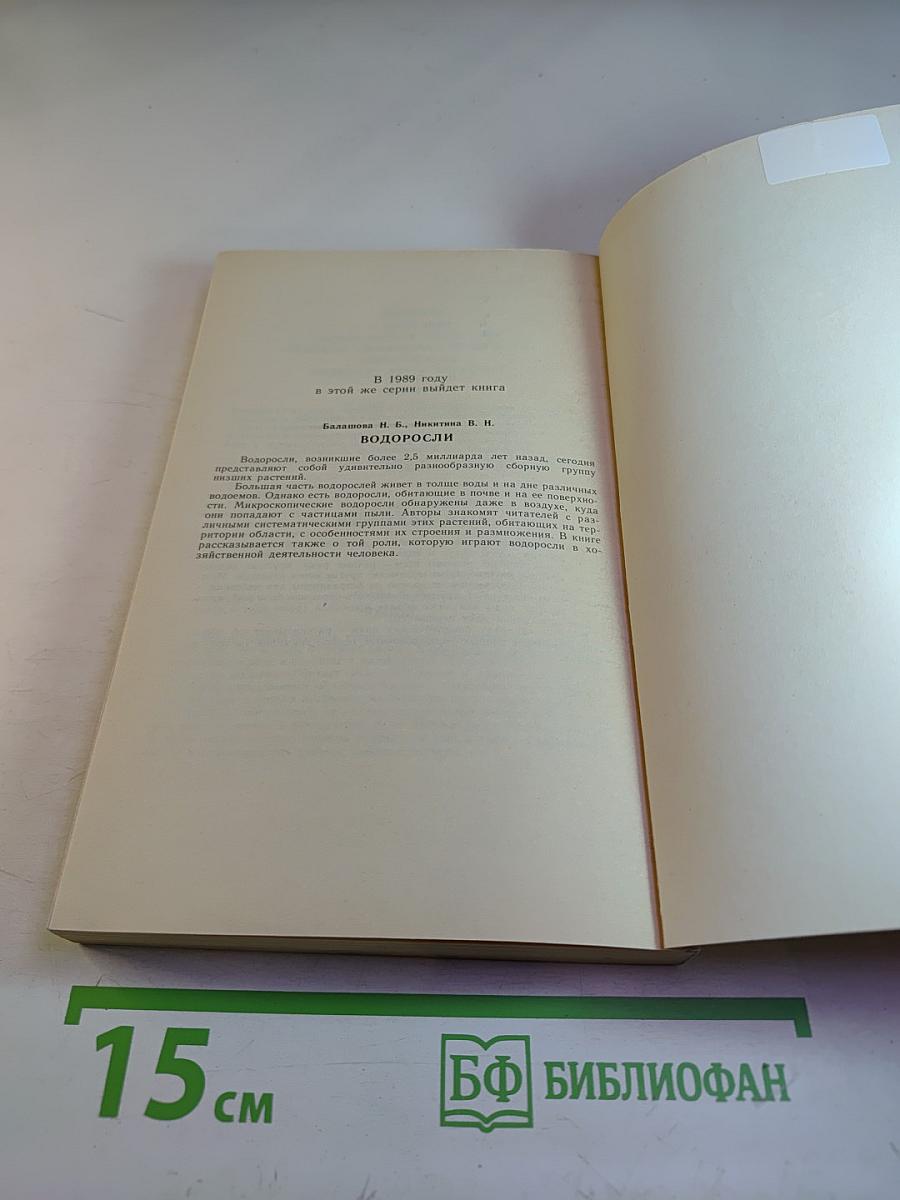 В 1989 году
в этой же серии выйдет книга
Балашова Н. Б., Никитина В. Н.
ВОДОРОСЛИ
Водоросли, возникшие более 2,5 миллиарда лет назад, сегодня
представляют собой удивительно разнообразную сборную группу
низших растений.
Большая часть водорослей живет в толще воды и на дне различных
водоемов. Однако есть водоросли, обитающие в почве и на ее поверхно-
сти. Микроскопические водоросли обнаружены даже в воздухе, куда
они попадают с частицами пыли. Авторы знакомят читателей с раз-
личными систематическими группами этих растений, обитающих на тер-
ритории области, с особенностями их строения и размножения. В книге
рассказывается также о той роли, которую играют водоросли в хо-
зяйственной деятельности человека.
15 см
БФ БИБЛИОФАН